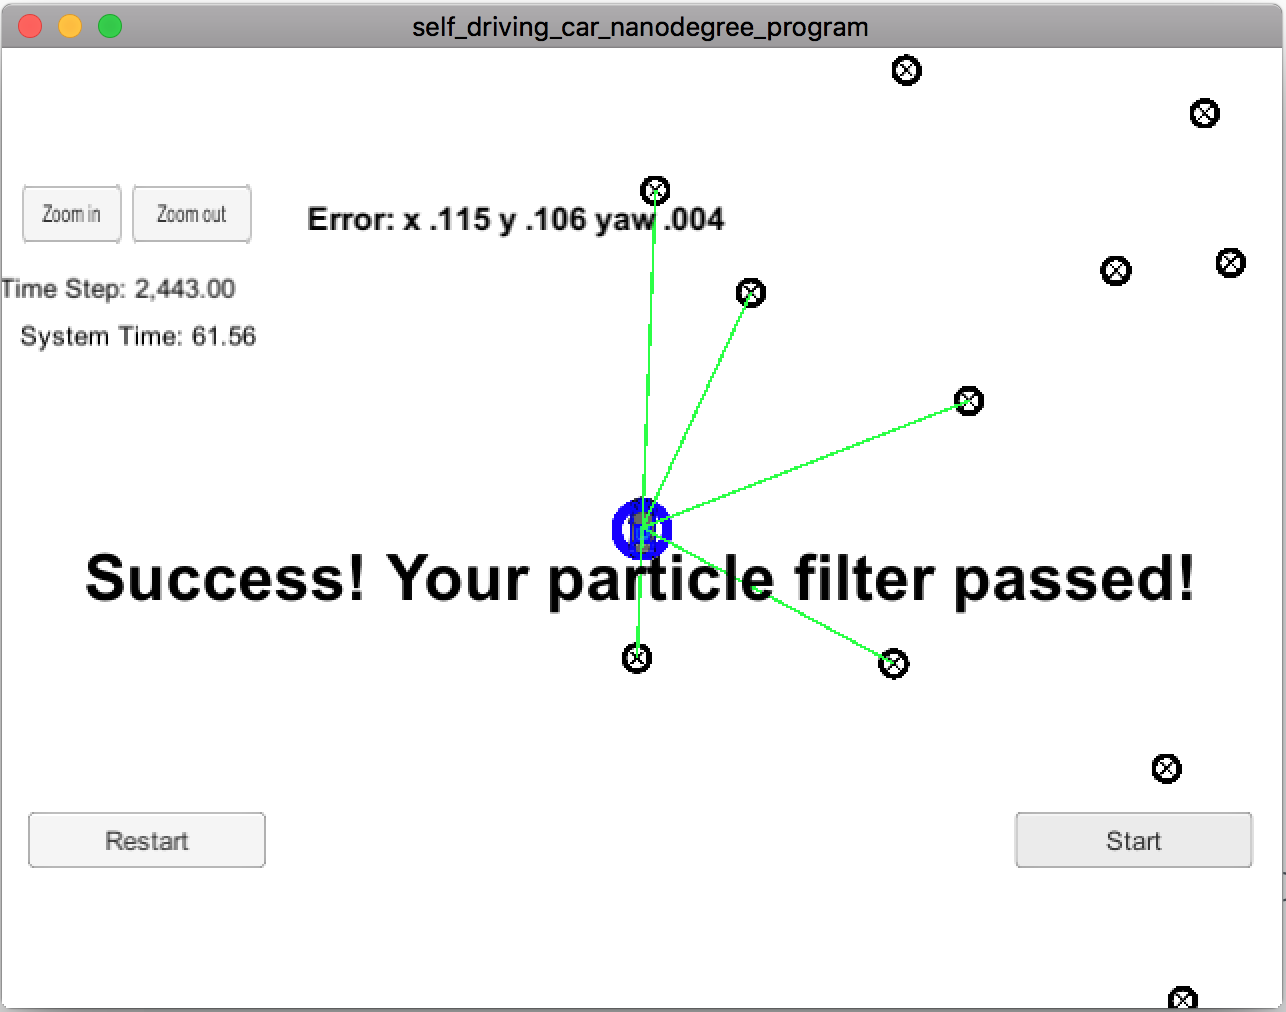 self_driving_car_nanodegree_program
Zoom in
Zoom out
Error: x .115 y .106 yaw .004
Time Step: 2,443.00
System Time: 61.56
Success! Your particle filter passed!
Restart
Start